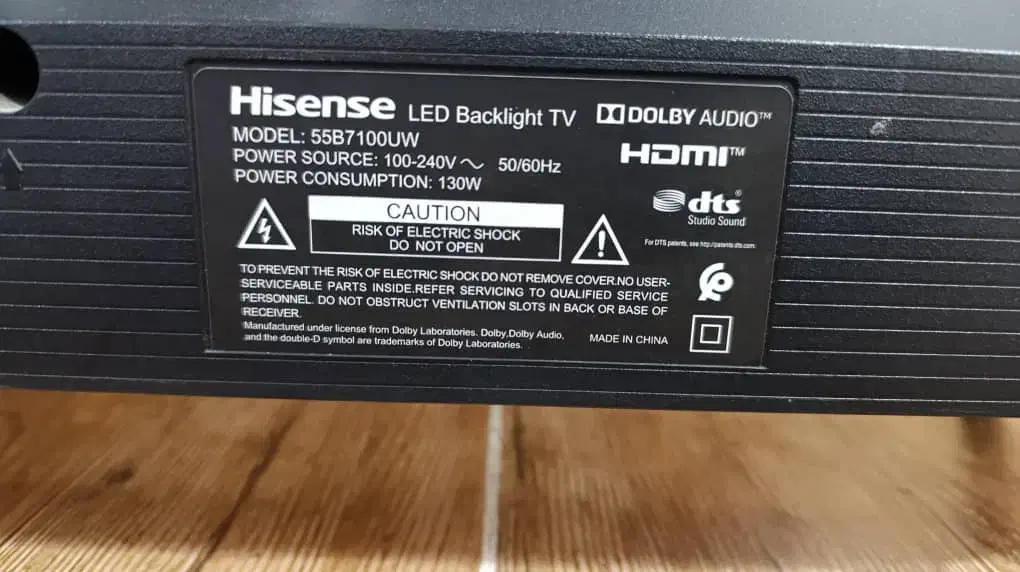 Hisense LED Backlight TV
DOLBY AUDIO™
MODEL: 55B7100UW
HDMI™
POWER SOURCE: 100-240V～ 50/60Hz
POWER CONSUMPTION: 130W
dts®
Studio Sound
For DTS patents, see http://patents.dts.com.
CAUTION
RISK OF ELECTRIC SHOCK
DO NOT OPEN
TO PREVENT THE RISK OF ELECTRIC SHOCK DO NOT REMOVE COVER.NO USER-
SERVICEABLE PARTS INSIDE.REFER SERVICING TO QUALIFIED SERVICE
PERSONNEL. DO NOT OBSTRUCT VENTILATION SLOTS IN BACK OR BASE OF
RECEIVER.
Manufactured under license from Dolby Laboratories. Dolby,Dolby Audio,
and the double-D symbol are trademarks of Dolby Laboratories.
MADE IN CHINA